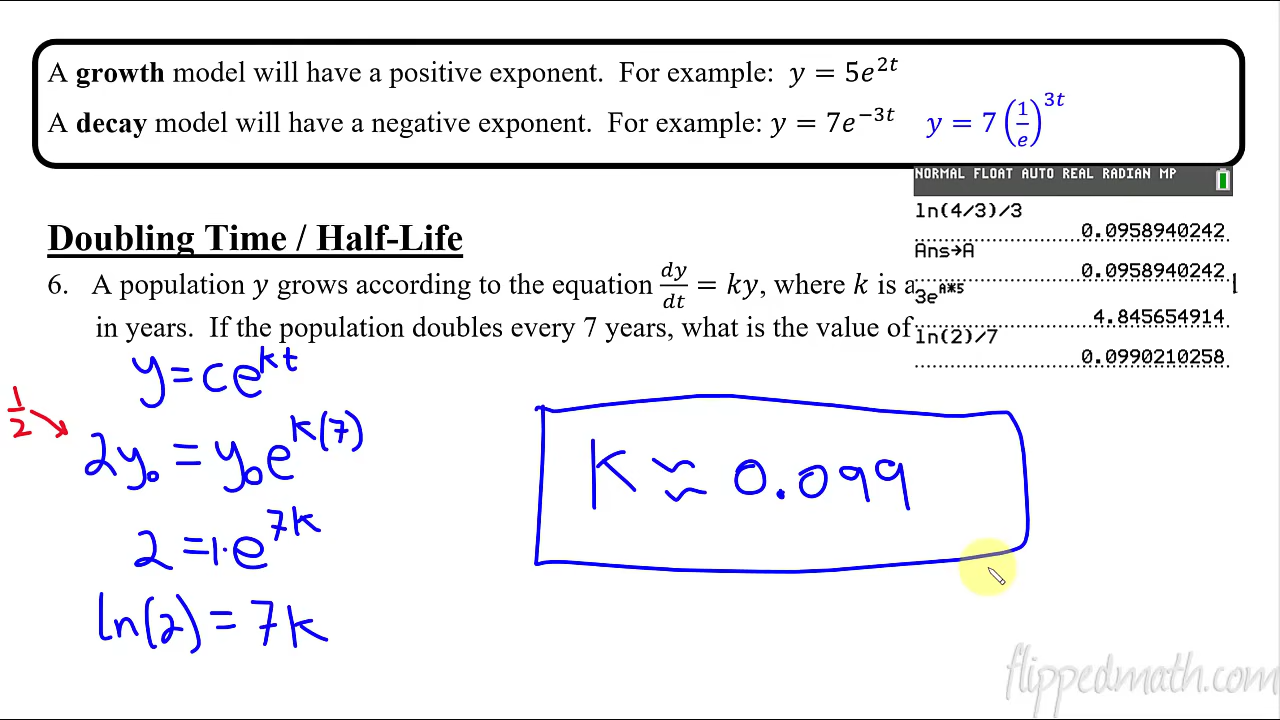 A growth model will have a positive exponent. For example: y = 5e^{2t}
A decay model will have a negative exponent. For example: y = 7e^{-3t} y = 7(1/e)^{3t}
NORMAL FLOAT AUTO REAL RADIAN MP
ln(4/3)/3
0.0958940242
Ans→A
0.0958940242
3e^{A*5}
4.845654914
ln(2)/7
0.0990210258
Doubling Time / Half-Life
6. A population y grows according to the equation dy/dt = ky, where k is a
in years. If the population doubles every 7 years, what is the value of
y = ce^{kt}
1/2
2y₀ = y₀e^{k(7)}
2 = 1·e^{7k}
ln(2) = 7k
K ≈ 0.099
flippedmath.com